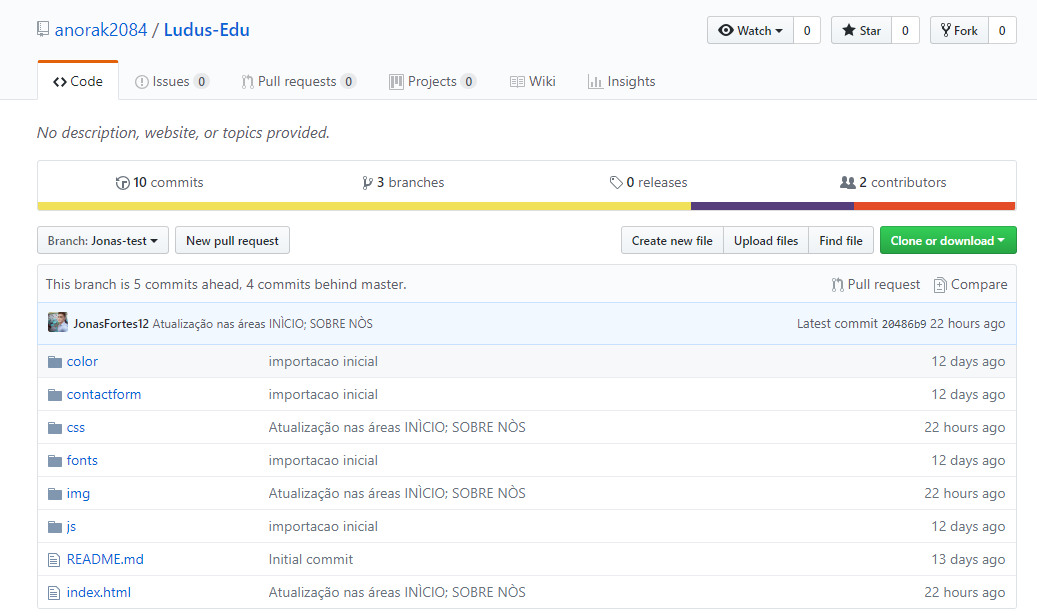 anorak2084 / Ludus-Edu
Watch 0 Star 0 Fork 0
Code Issues 0 Pull requests 0 Projects 0 Wiki Insights
No description, website, or topics provided.
10 commits 3 branches 0 releases 2 contributors
Branch: Jonas-test New pull request Create new file Upload files Find file Clone or download
This branch is 5 commits ahead, 4 commits behind master. Pull request Compare
JonasFortes12 Atualização nas áreas INÌCIO; SOBRE NÒS Latest commit 20486b9 22 hours ago
color importacao inicial 12 days ago
contactform importacao inicial 12 days ago
css Atualização nas áreas INÌCIO; SOBRE NÒS 22 hours ago
fonts importacao inicial 12 days ago
img Atualização nas áreas INÌCIO; SOBRE NÒS 22 hours ago
js importacao inicial 12 days ago
README.md Initial commit 13 days ago
index.html Atualização nas áreas INÌCIO; SOBRE NÒS 22 hours ago